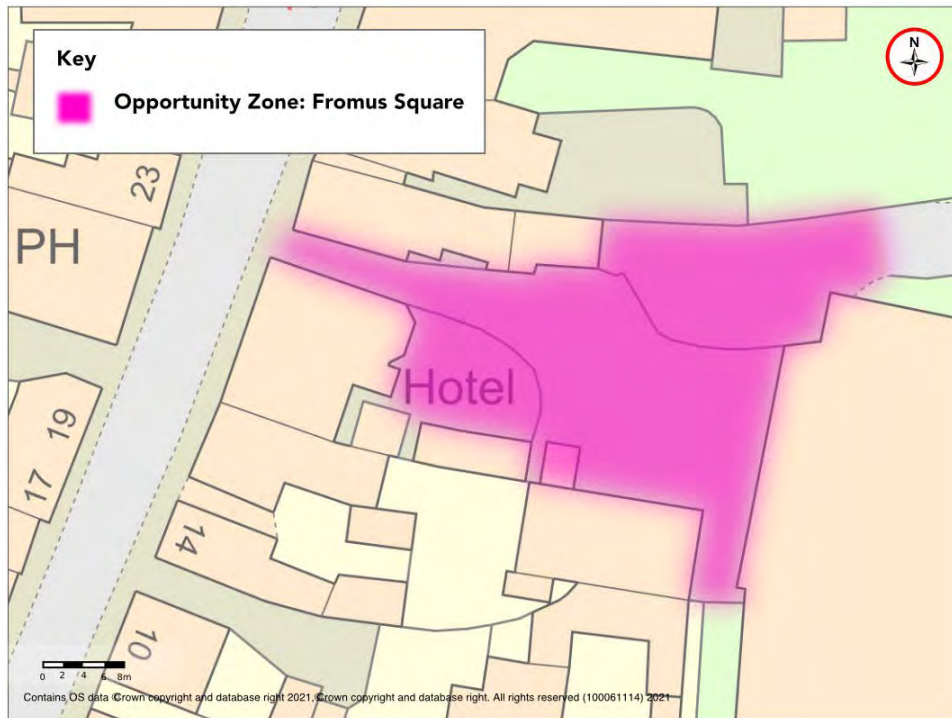 Key
Opportunity Zone: Fromus Square
N
23
PH
Hotel
19
17
14
10
0 2 4 6 8m
Contains OS data ©Crown copyright and database right 2021, Crown copyright and database right. All rights reserved (100061114) 2021